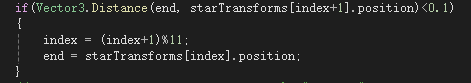 if(Vector3.Distance(end, starTransforms[index+1].position)<0.1)
{
    index = (index+1)%11;
    end = starTransforms[index].position;
}